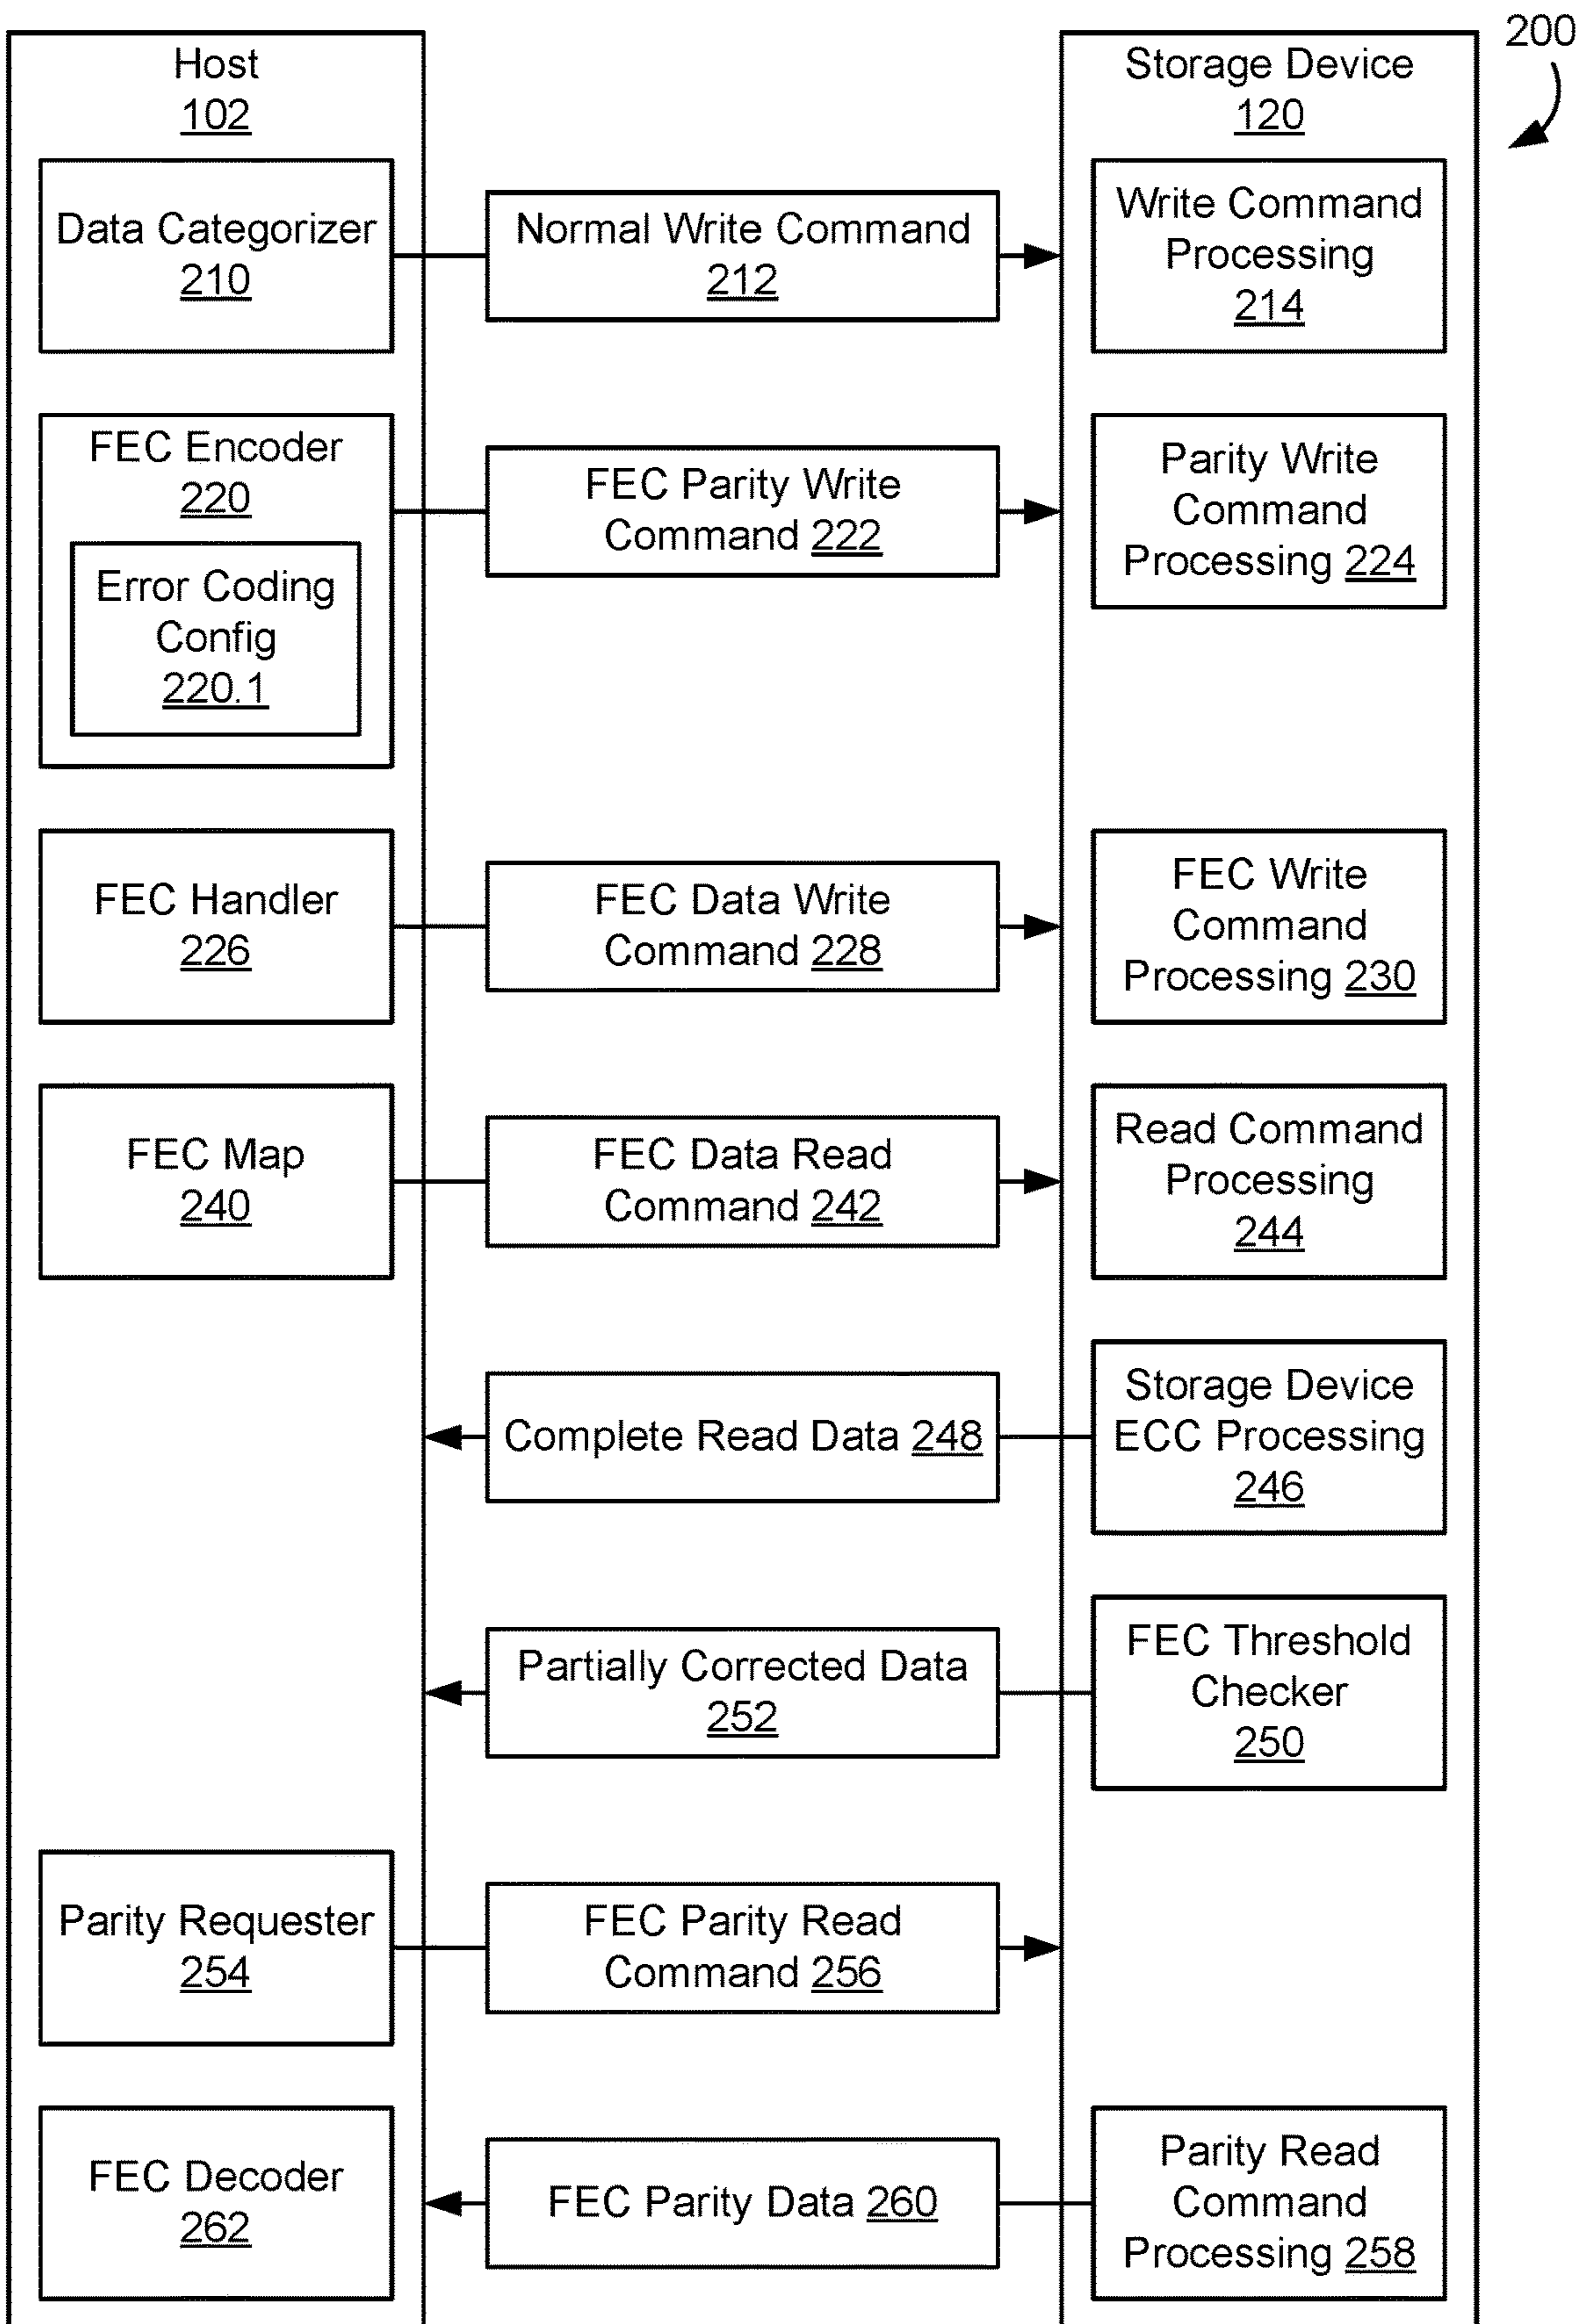 200
Host
102
Storage Device
120
Data Categorizer
210
Normal Write Command
212
Write Command
Processing
214
FEC Encoder
220
Error Coding
Config
220.1
FEC Parity Write
Command 222
Parity Write
Command
Processing 224
FEC Handler
226
FEC Data Write
Command 228
FEC Write
Command
Processing 230
FEC Map
240
FEC Data Read
Command 242
Read Command
Processing
244
Complete Read Data 248
Storage Device
ECC Processing
246
Partially Corrected Data
252
FEC Threshold
Checker
250
Parity Requester
254
FEC Parity Read
Command 256
FEC Decoder
262
FEC Parity Data 260
Parity Read
Command
Processing 258